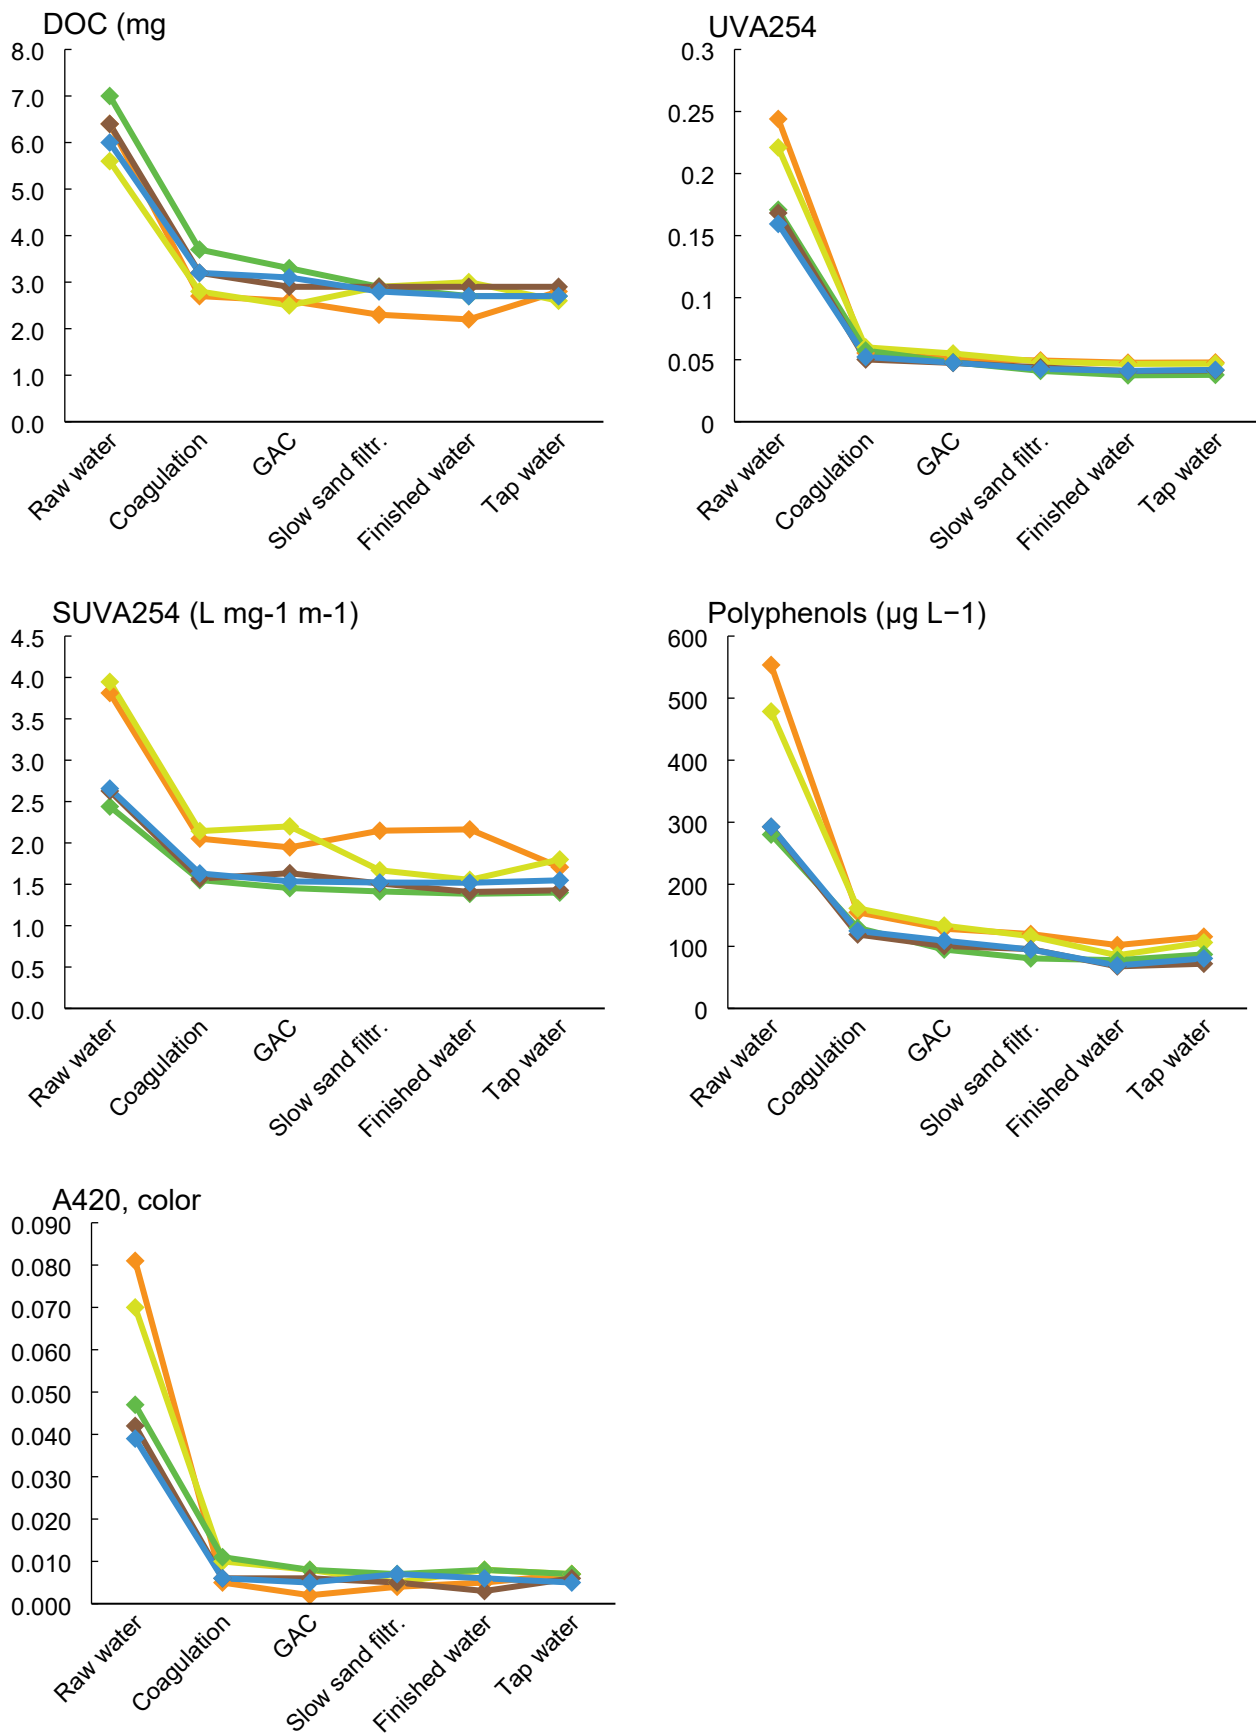 DOC (mg
8.0
7.0
6.0
5.0
4.0
3.0
2.0
1.0
0.0
Raw water
Coagulation
GAC
Slow sand filtr.
Finished water
Tap water
UVA254
0.3
0.25
0.2
0.15
0.1
0.05
0
Raw water
Coagulation
GAC
Slow sand filtr.
Finished water
Tap water
SUVA254 (L mg-1 m-1)
4.5
4.0
3.5
3.0
2.5
2.0
1.5
1.0
0.5
0.0
Raw water
Coagulation
GAC
Slow sand filtr.
Finished water
Tap water
Polyphenols (µg L−1)
600
500
400
300
200
100
0
Raw water
Coagulation
GAC
Slow sand filtr.
Finished water
Tap water
A420, color
0.090
0.080
0.070
0.060
0.050
0.040
0.030
0.020
0.010
0.000
Raw water
Coagulation
GAC
Slow sand filtr.
Finished water
Tap water